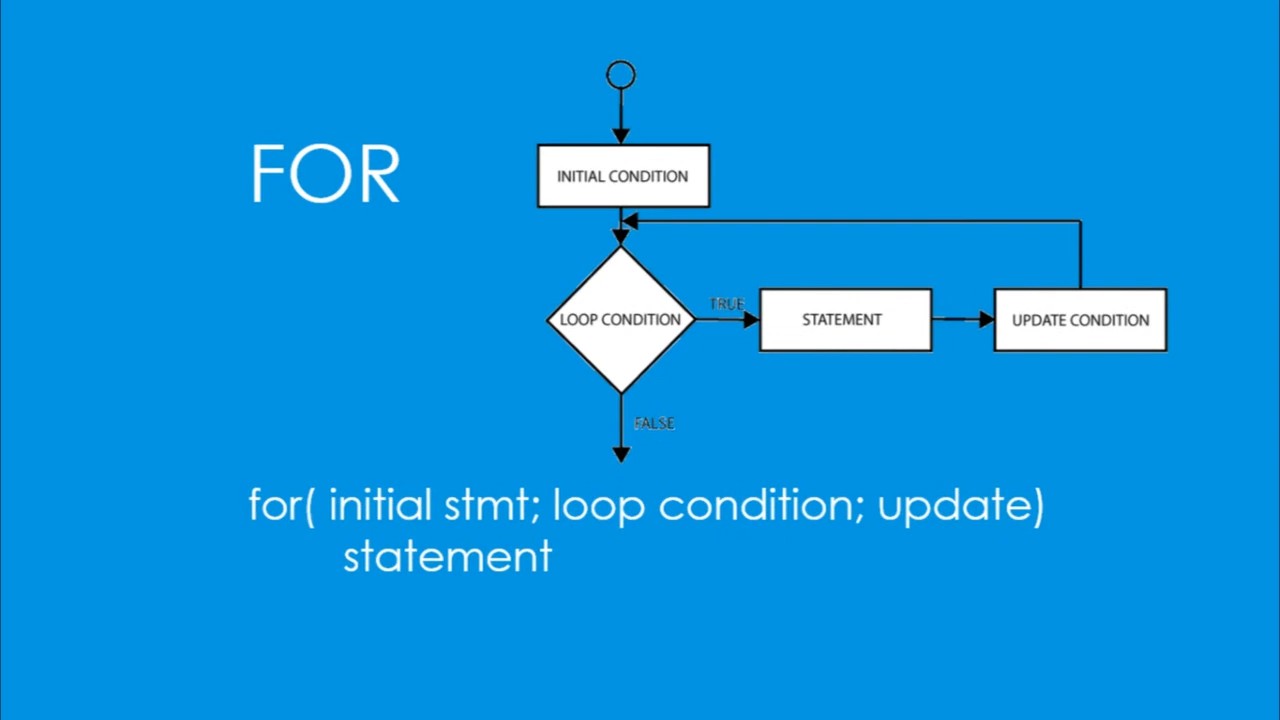 FOR
INITIAL CONDITION
LOOP CONDITION
TRUE
STATEMENT
UPDATE CONDITION
FALSE
for( initial stmt; loop condition; update)
statement